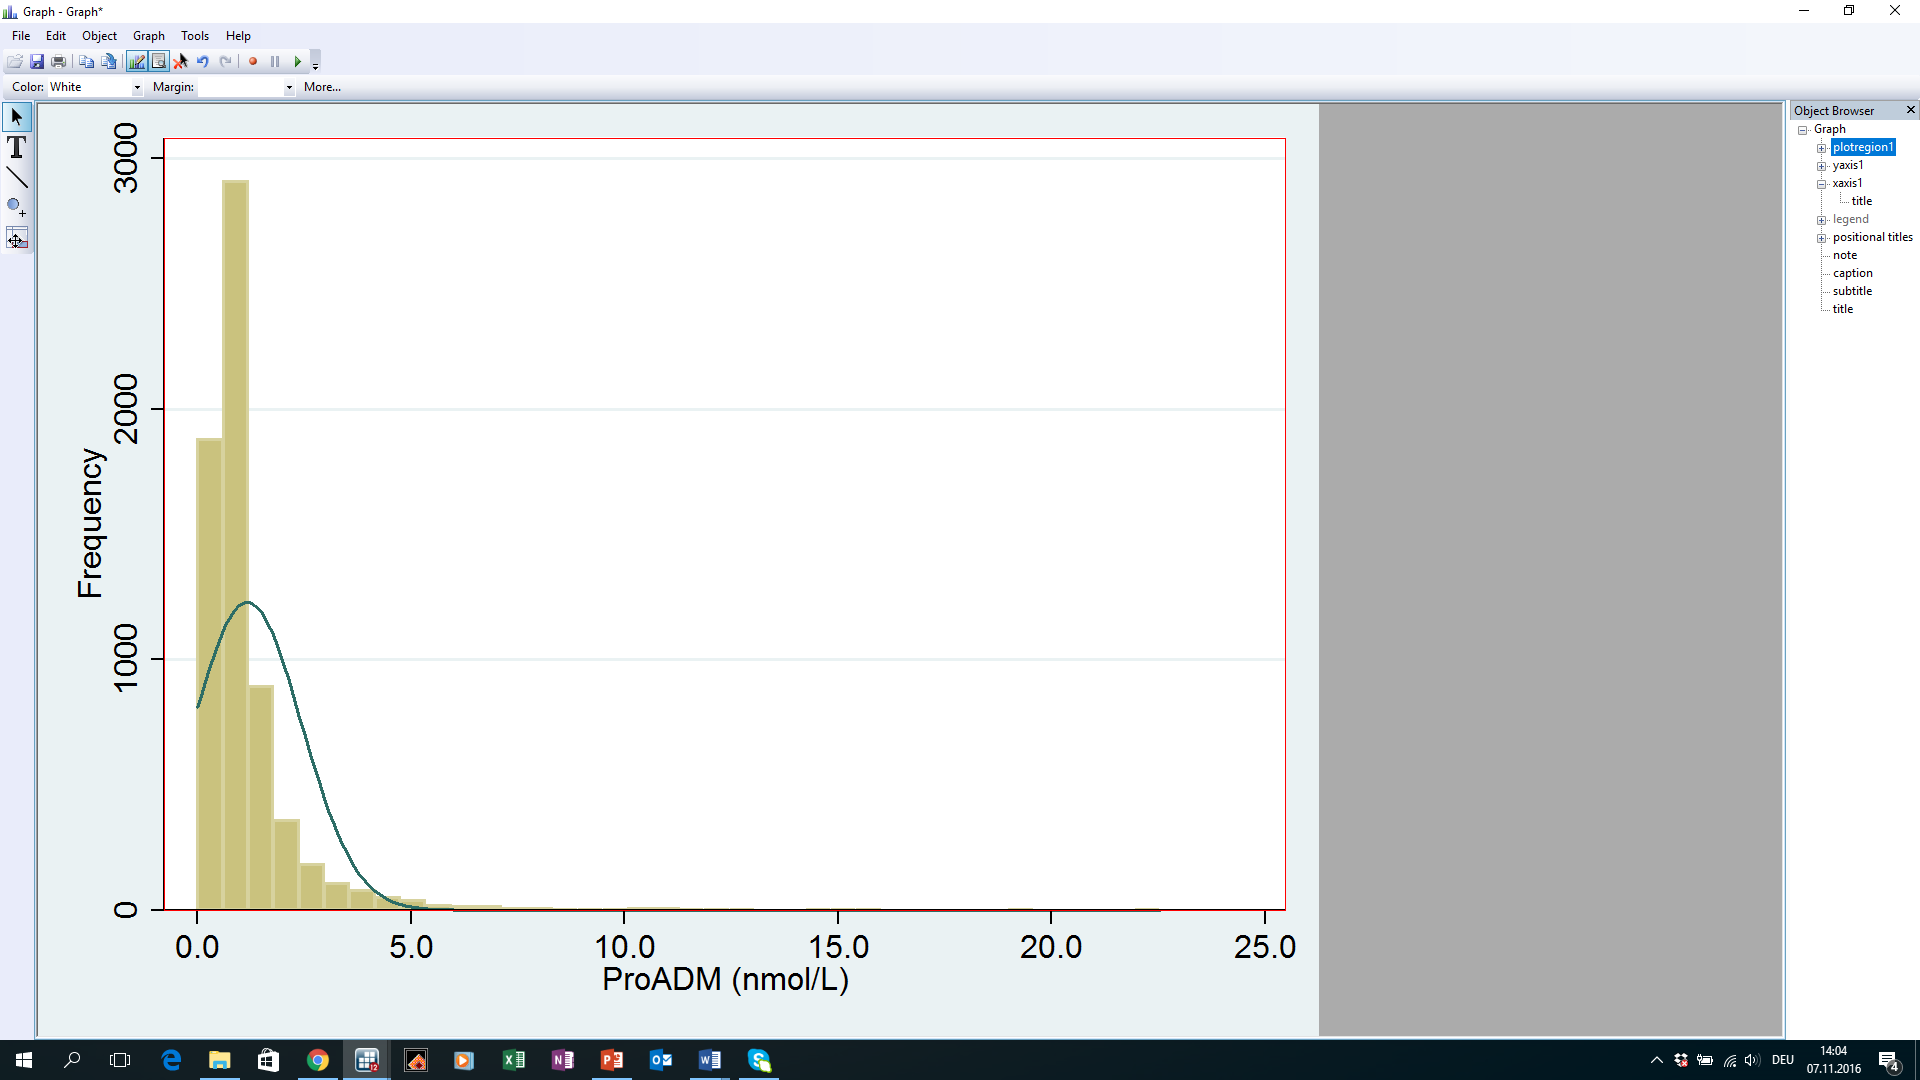 Graph - Graph*
File Edit Object Graph Tools Help
Color: White Margin: More...
T
Object Browser
Graph
plotregion1
yaxis1
xaxis1
title
legend
positional titles
note
caption
subtitle
title
3000
2000
1000
0
Frequency
0.0 5.0 10.0 15.0 20.0 25.0
ProADM (nmol/L)
DEU
14:04
07.11.2016
4